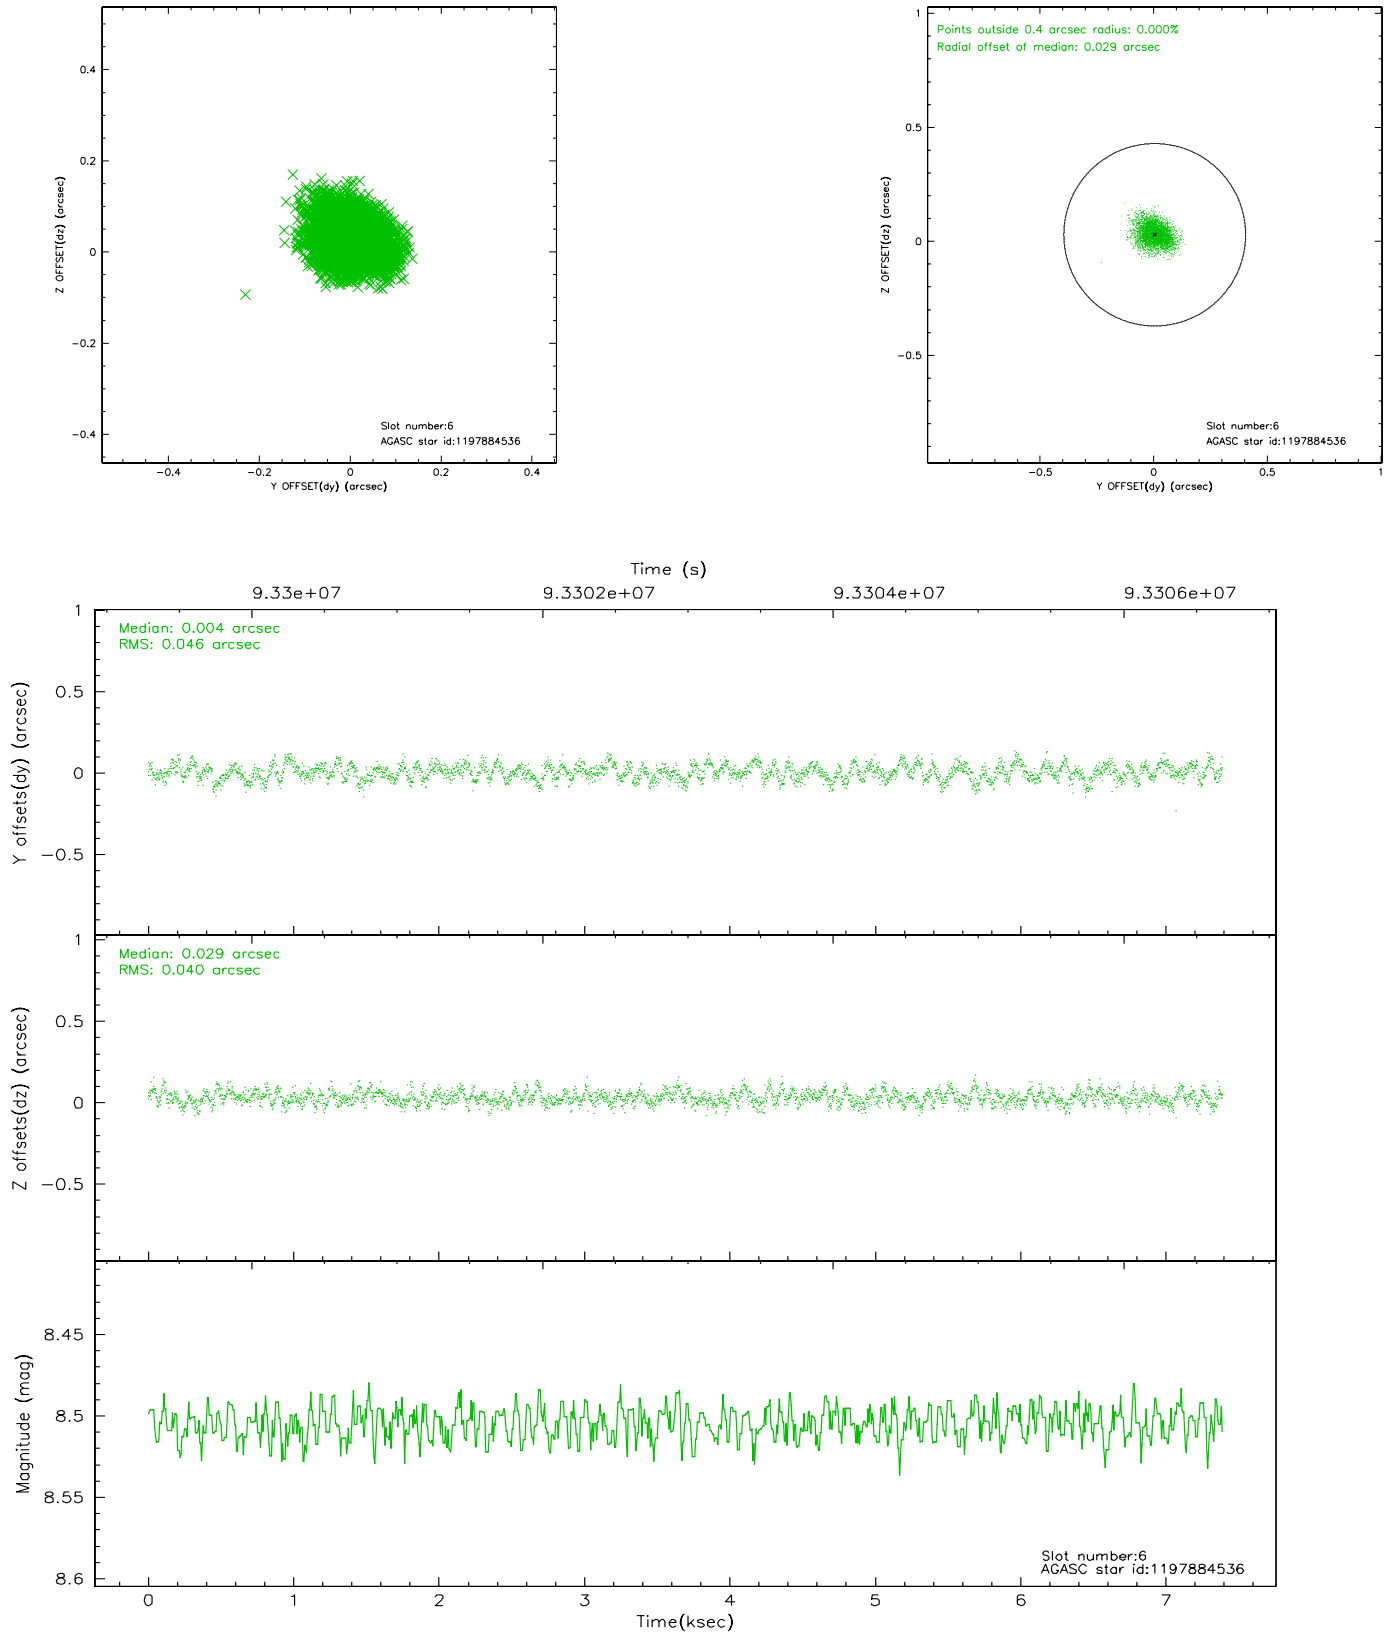 0.4
0.2
0
-0.2
-0.4
Z OFFSET(dz) (arcsec)
Slot number:6
AGASC star id:1197884536
-0.4 -0.2 0 0.2 0.4
Y OFFSET(dy) (arcsec)
Points outside 0.4 arcsec radius: 0.000%
Radial offset of median: 0.029 arcsec
1
0.5
0
-0.5
Z OFFSET(dz) (arcsec)
Slot number:6
AGASC star id:1197884536
-0.5 0 0.5 1
Y OFFSET(dy) (arcsec)
Time (s)
9.33e+07 9.3302e+07 9.3304e+07 9.3306e+07
Median: 0.004 arcsec
RMS: 0.046 arcsec
1
0.5
0
-0.5
Y offsets(dy) (arcsec)
Median: 0.029 arcsec
RMS: 0.040 arcsec
1
0.5
0
-0.5
Z offsets(dz) (arcsec)
8.45
8.5
8.55
8.6
Magnitude (mag)
Slot number:6
AGASC star id:1197884536
0 1 2 3 4 5 6 7
Time(ksec)